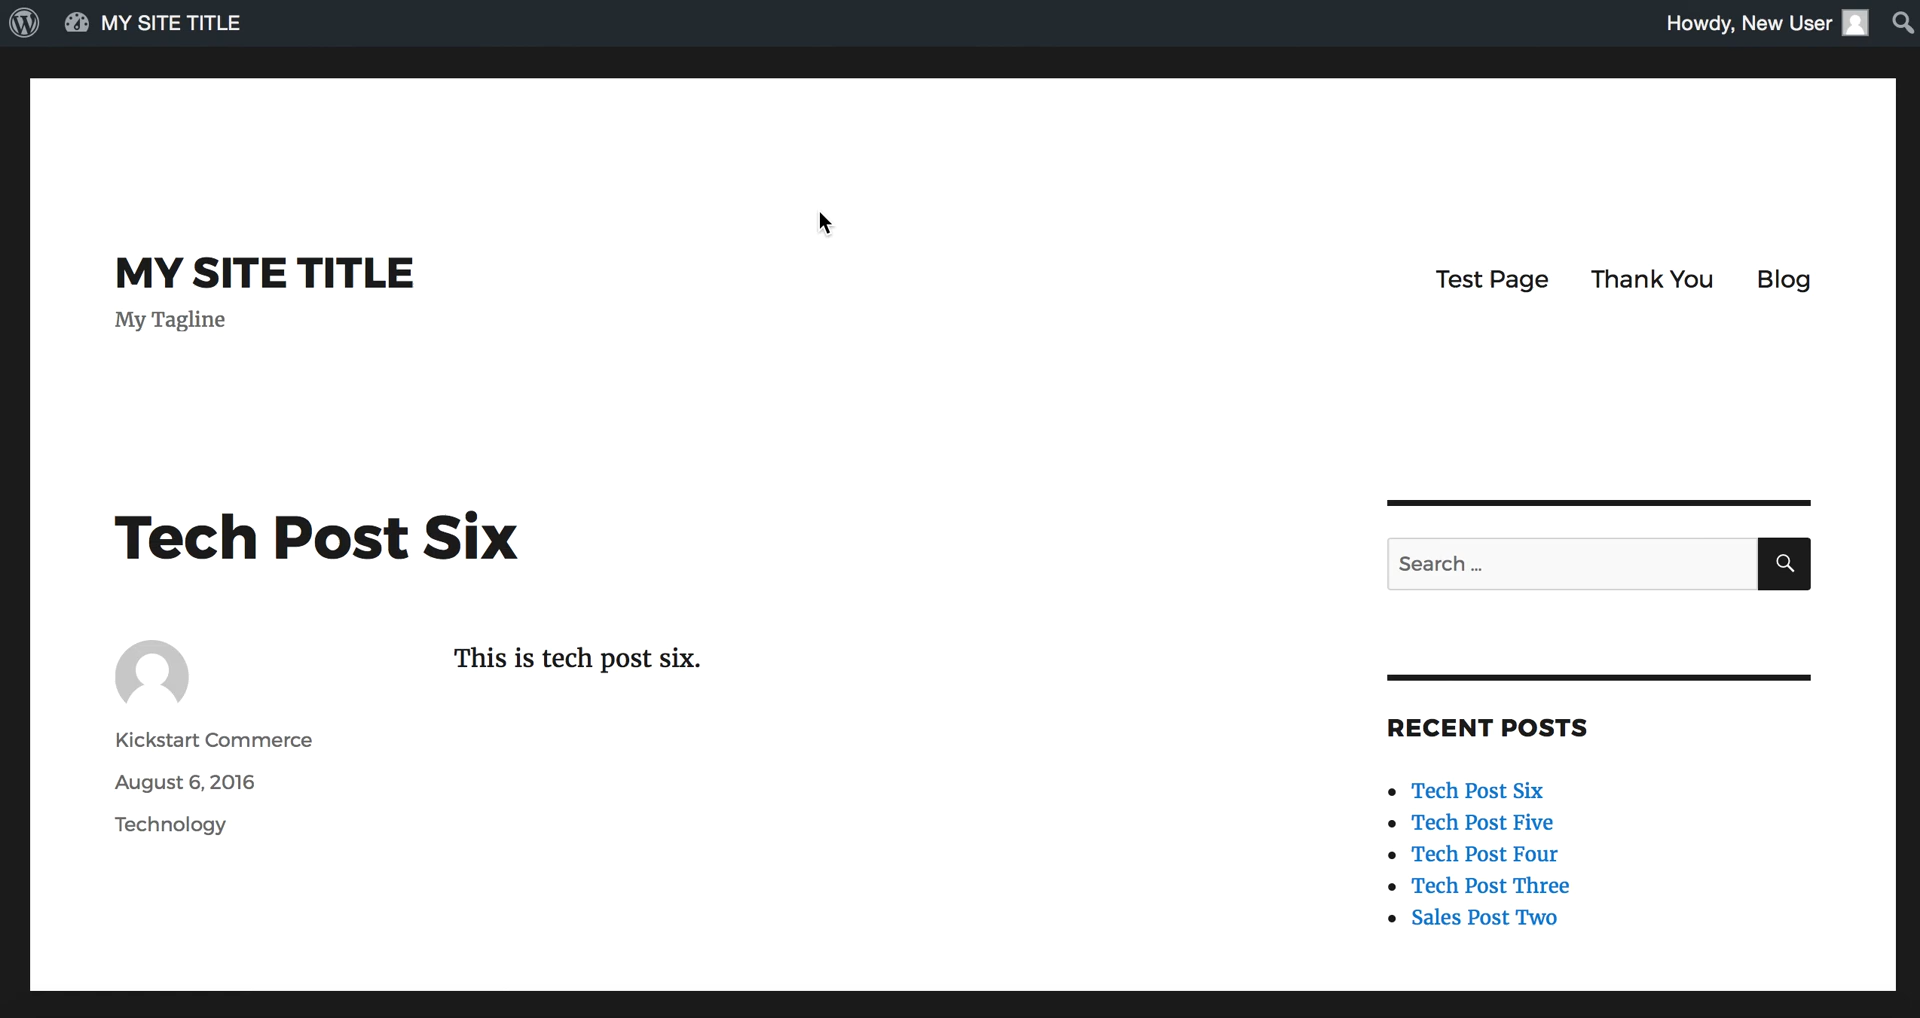 MY SITE TITLE
Howdy, New User
MY SITE TITLE
My Tagline
Test Page
Thank You
Blog
Tech Post Six
This is tech post six.
Kickstart Commerce
August 6, 2016
Technology
Search ...
RECENT POSTS
Tech Post Six
Tech Post Five
Tech Post Four
Tech Post Three
Sales Post Two